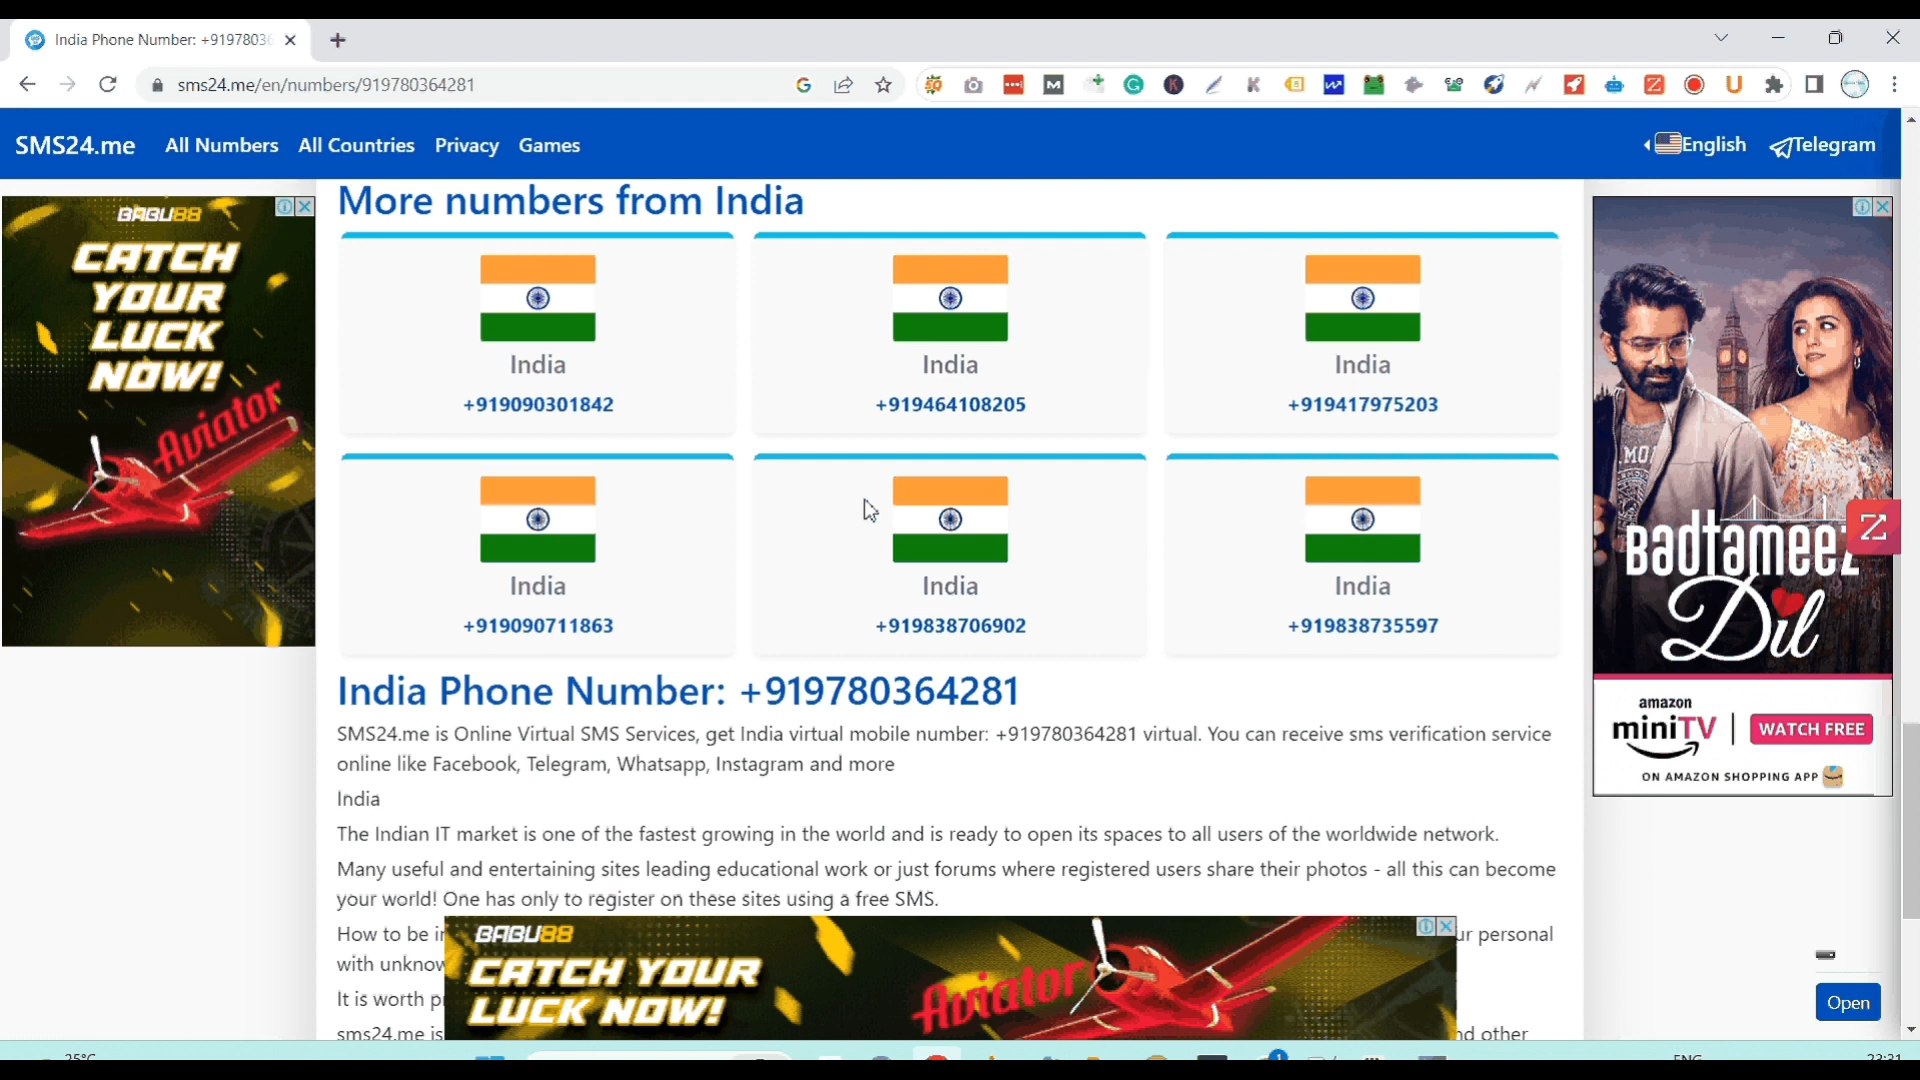 India Phone Number: +9197803
sms24.me/en/numbers/919780364281
SMS24.me
All Numbers
All Countries
Privacy
Games
English
Telegram
BABU88
CATCH
YOUR
LUCK
NOW!
Aviator
More numbers from India
India
India
India
+919090301842
+919464108205
+919417975203
India
India
India
+919090711863
+919838706902
+919838735597
BADTAMEEZ
Dil
amazon
miniTV
WATCH FREE
ON AMAZON SHOPPING APP
India Phone Number: +919780364281
SMS24.me is Online Virtual SMS Services, get India virtual mobile number: +919780364281 virtual. You can receive sms verification service
online like Facebook, Telegram, Whatsapp, Instagram and more
India
The Indian IT market is one of the fastest growing in the world and is ready to open its spaces to all users of the worldwide network.
Many useful and entertaining sites leading educational work or just forums where registered users share their photos - all this can become
your world! One has only to register on these sites using a free SMS.
How to be
ur personal
with
It is worth
sms24.me is
nd other
BABU88
CATCH YOUR
LUCK NOW!
Aviator
Open
25°C
ENG
23:31